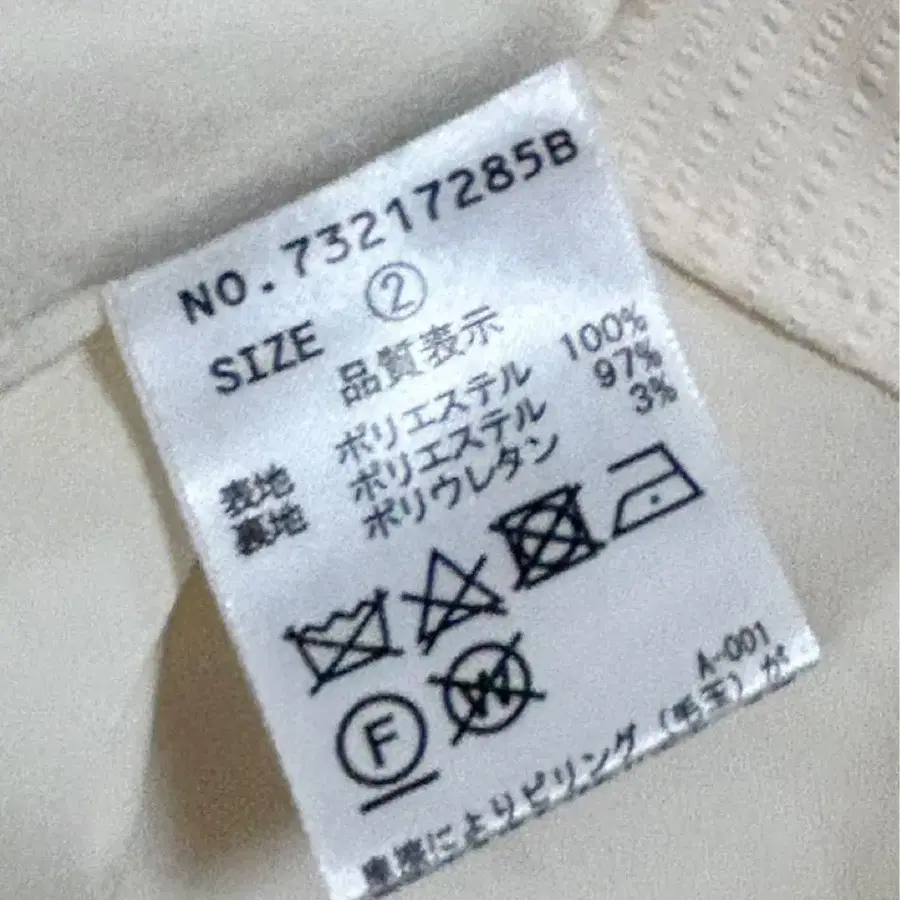 NO.73217285B
SIZE ②
品質表示
表地 ポリエステル 100%
裏地 ポリエステル 97%
ポリウレタン 3%
F W
A-001
摩擦によりピリング(毛玉)が